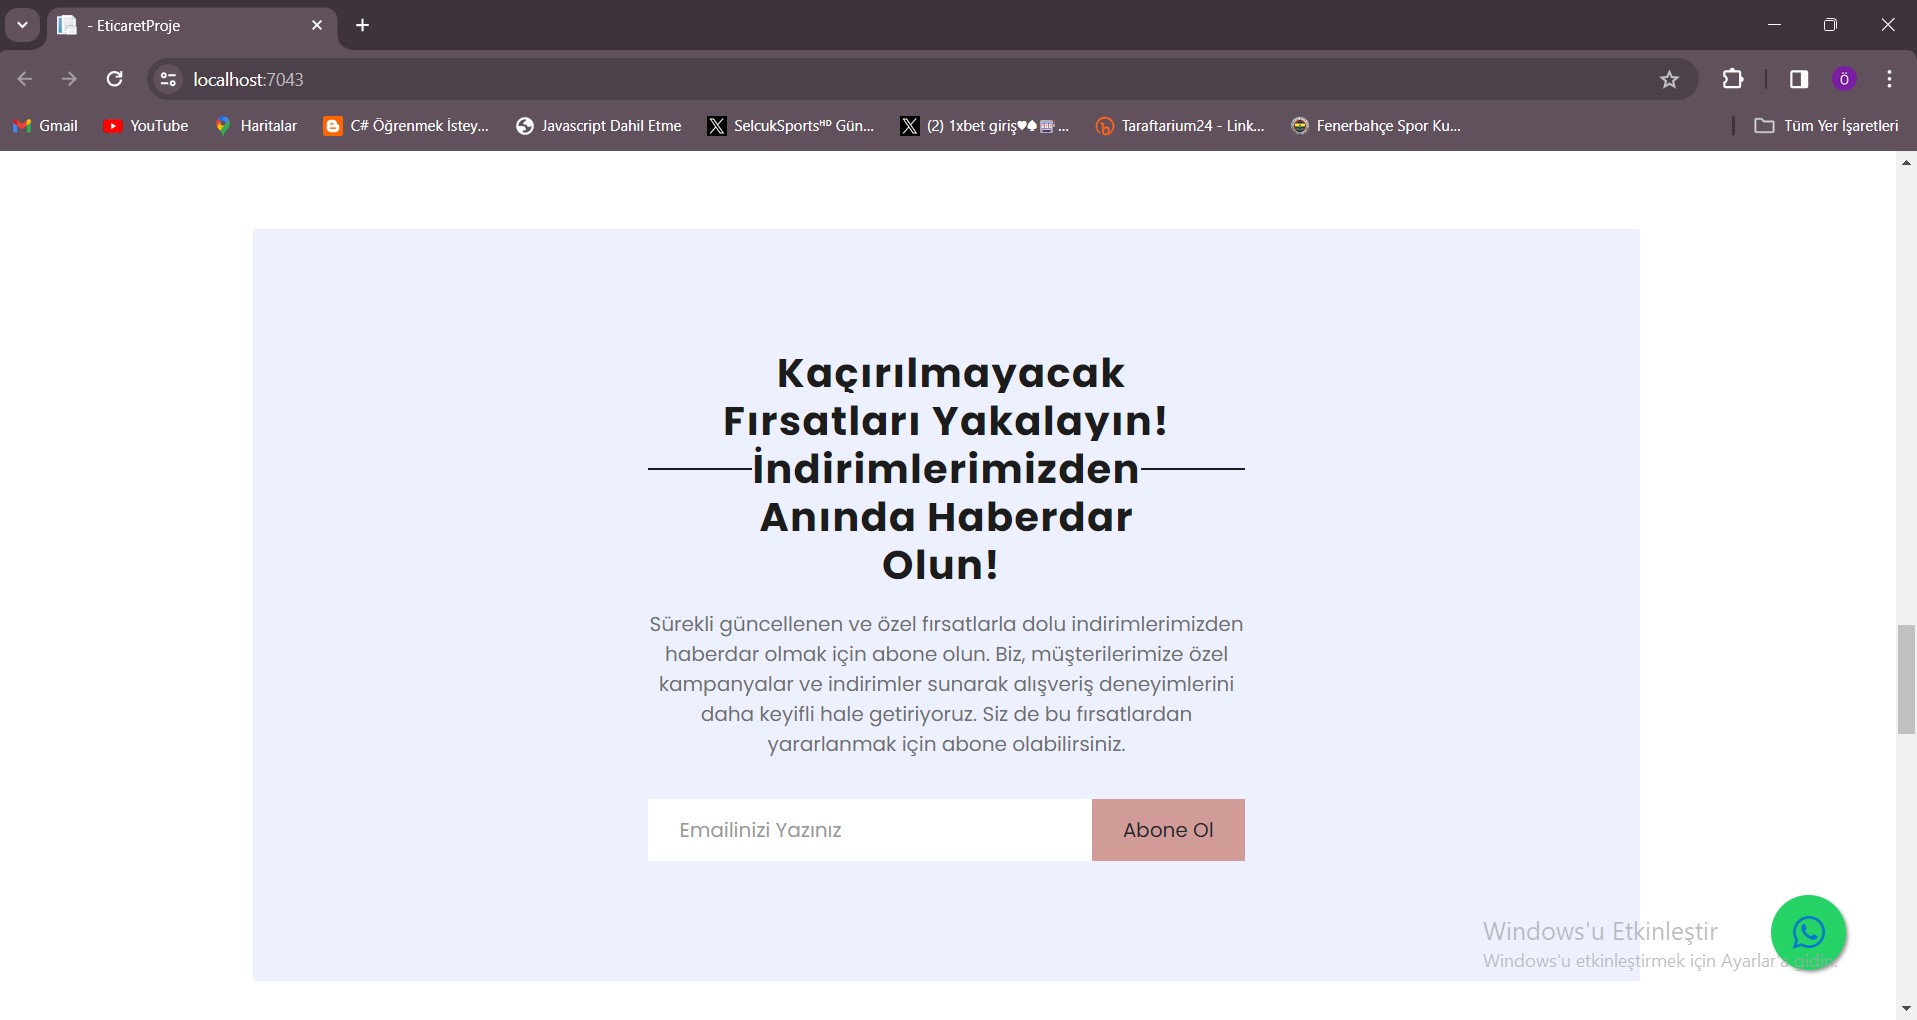 - EticaretProje
localhost:7043
Gmail
YouTube
Haritalar
C# Öğrenmek İstey...
Javascript Dahil Etme
SelcukSportsᴴᴰ Gün...
(2) 1xbet giriş♥♠🎰 ...
Taraftarium24 - Link...
Fenerbahçe Spor Ku...
Tüm Yer İşaretleri
Ö
Kaçırılmayacak
Fırsatları Yakalayın!
İndirimlerimizden
Anında Haberdar
Olun!
Sürekli güncellenen ve özel fırsatlarla dolu indirimlerimizden
haberdar olmak için abone olun. Biz, müşterilerimize özel
kampanyalar ve indirimler sunarak alışveriş deneyimlerini
daha keyifli hale getiriyoruz. Siz de bu fırsatlardan
yararlanmak için abone olabilirsiniz.
Emailinizi Yazınız
Abone Ol
Windows'u Etkinleştir
Windows'u etkinleştirmek için Ayarlar'a gidin.